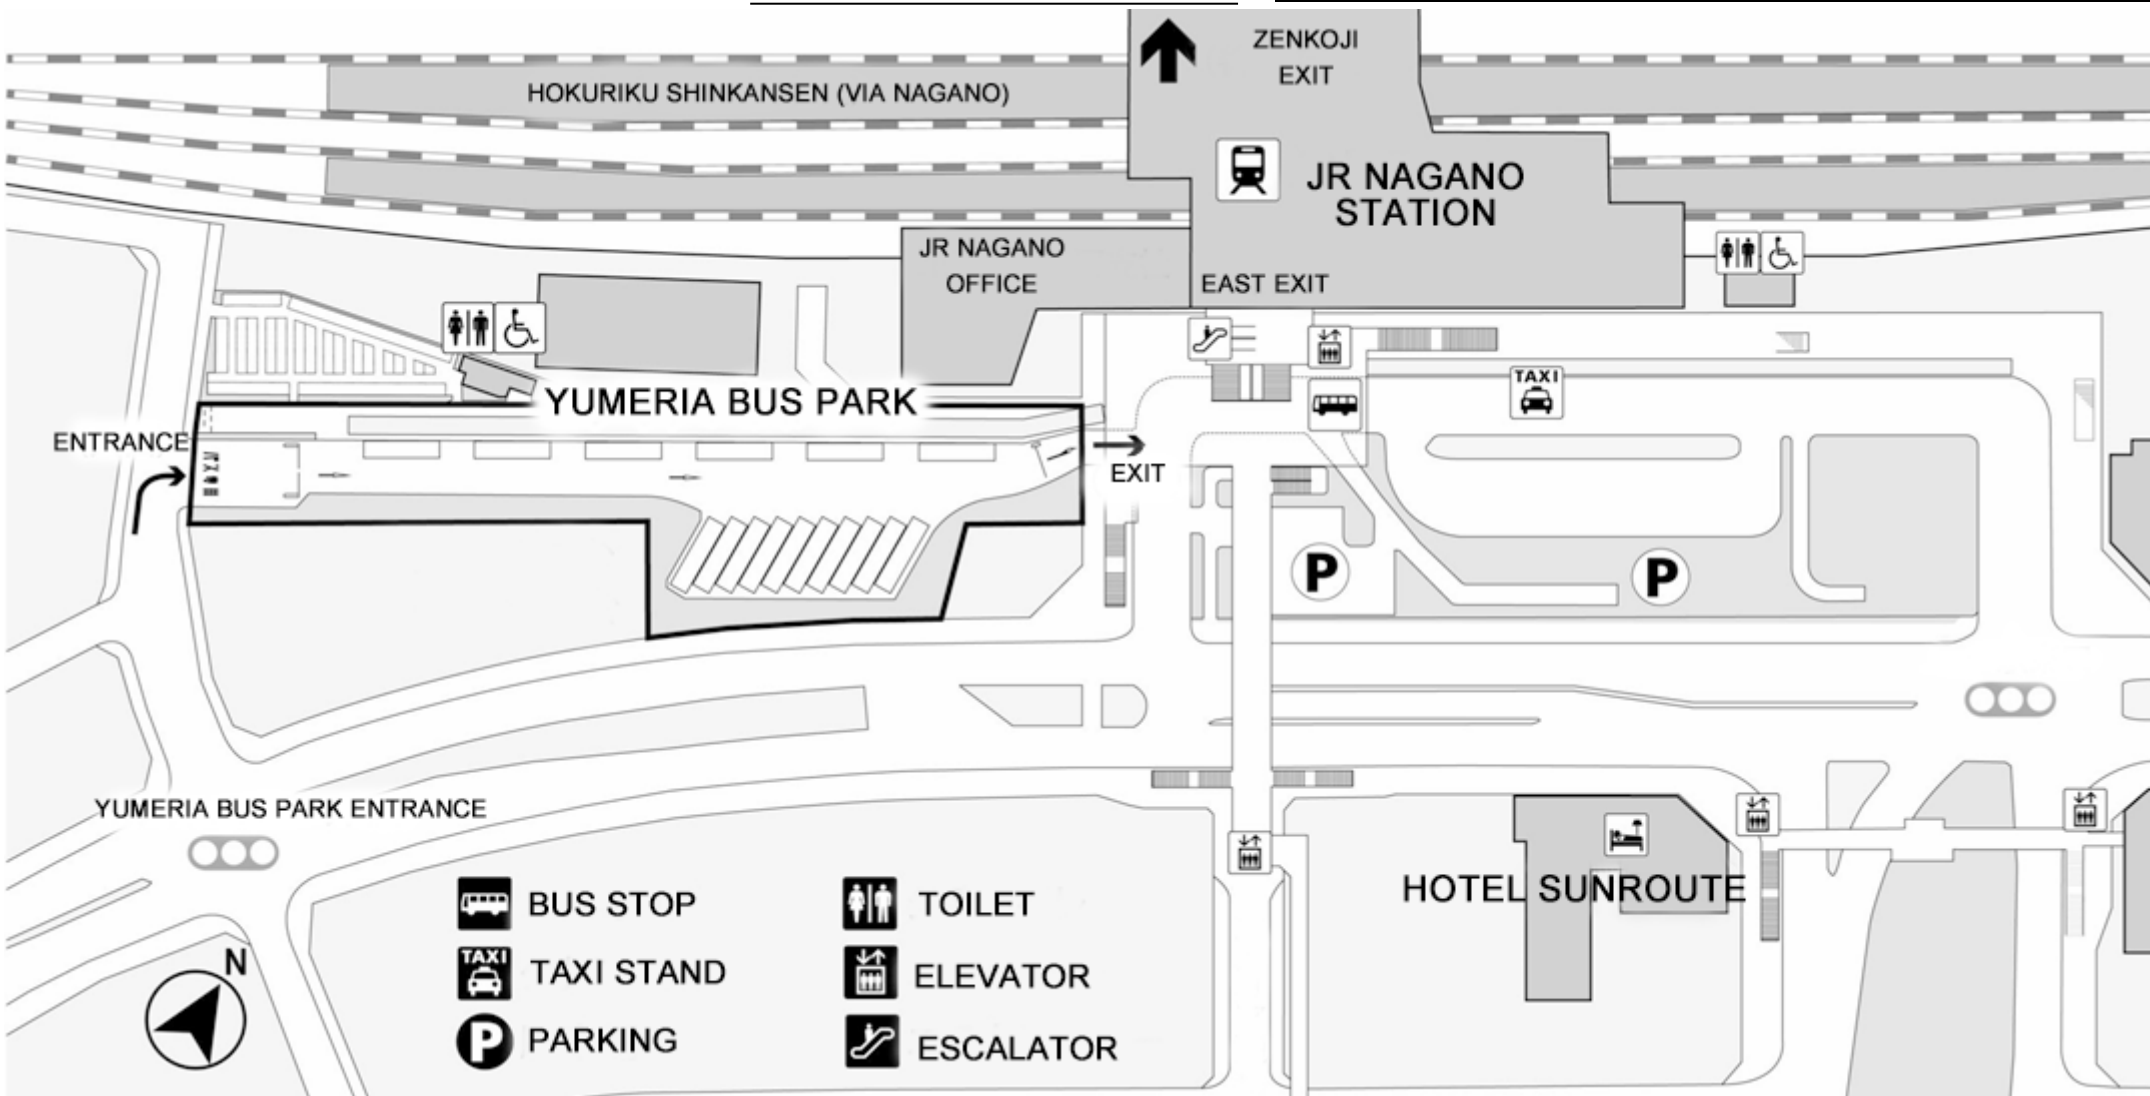 ZENKOJI
EXIT
HOKURIKU SHINKANSEN (VIA NAGANO)
JR NAGANO
STATION
JR NAGANO
OFFICE
EAST EXIT
TAXI
YUMERIA BUS PARK
ENTRANCE
EXIT
P
P
YUMERIA BUS PARK ENTRANCE
HOTEL SUNROUTE
BUS STOP
TOILET
TAXI
TAXI STAND
ELEVATOR
P
PARKING
ESCALATOR
N